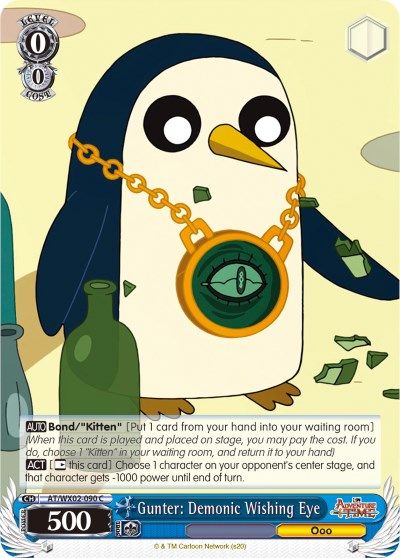 LEVEL
0
0
COST
AUTO Bond/"Kitten" [Put 1 card from your hand into your waiting room]
(When this card is played and placed on stage, you may pay the cost. If you
do, choose 1 "Kitten" in your waiting room, and return it to your hand)
ACT [this card] Choose 1 character on your opponent's center stage, and
that character gets -1000 power until end of turn.
CH AT/WX02-090 C
POWER 500
Gunter: Demonic Wishing Eye
ADVENTURE TIME
Ooo
© & TM Cartoon Network (s20)